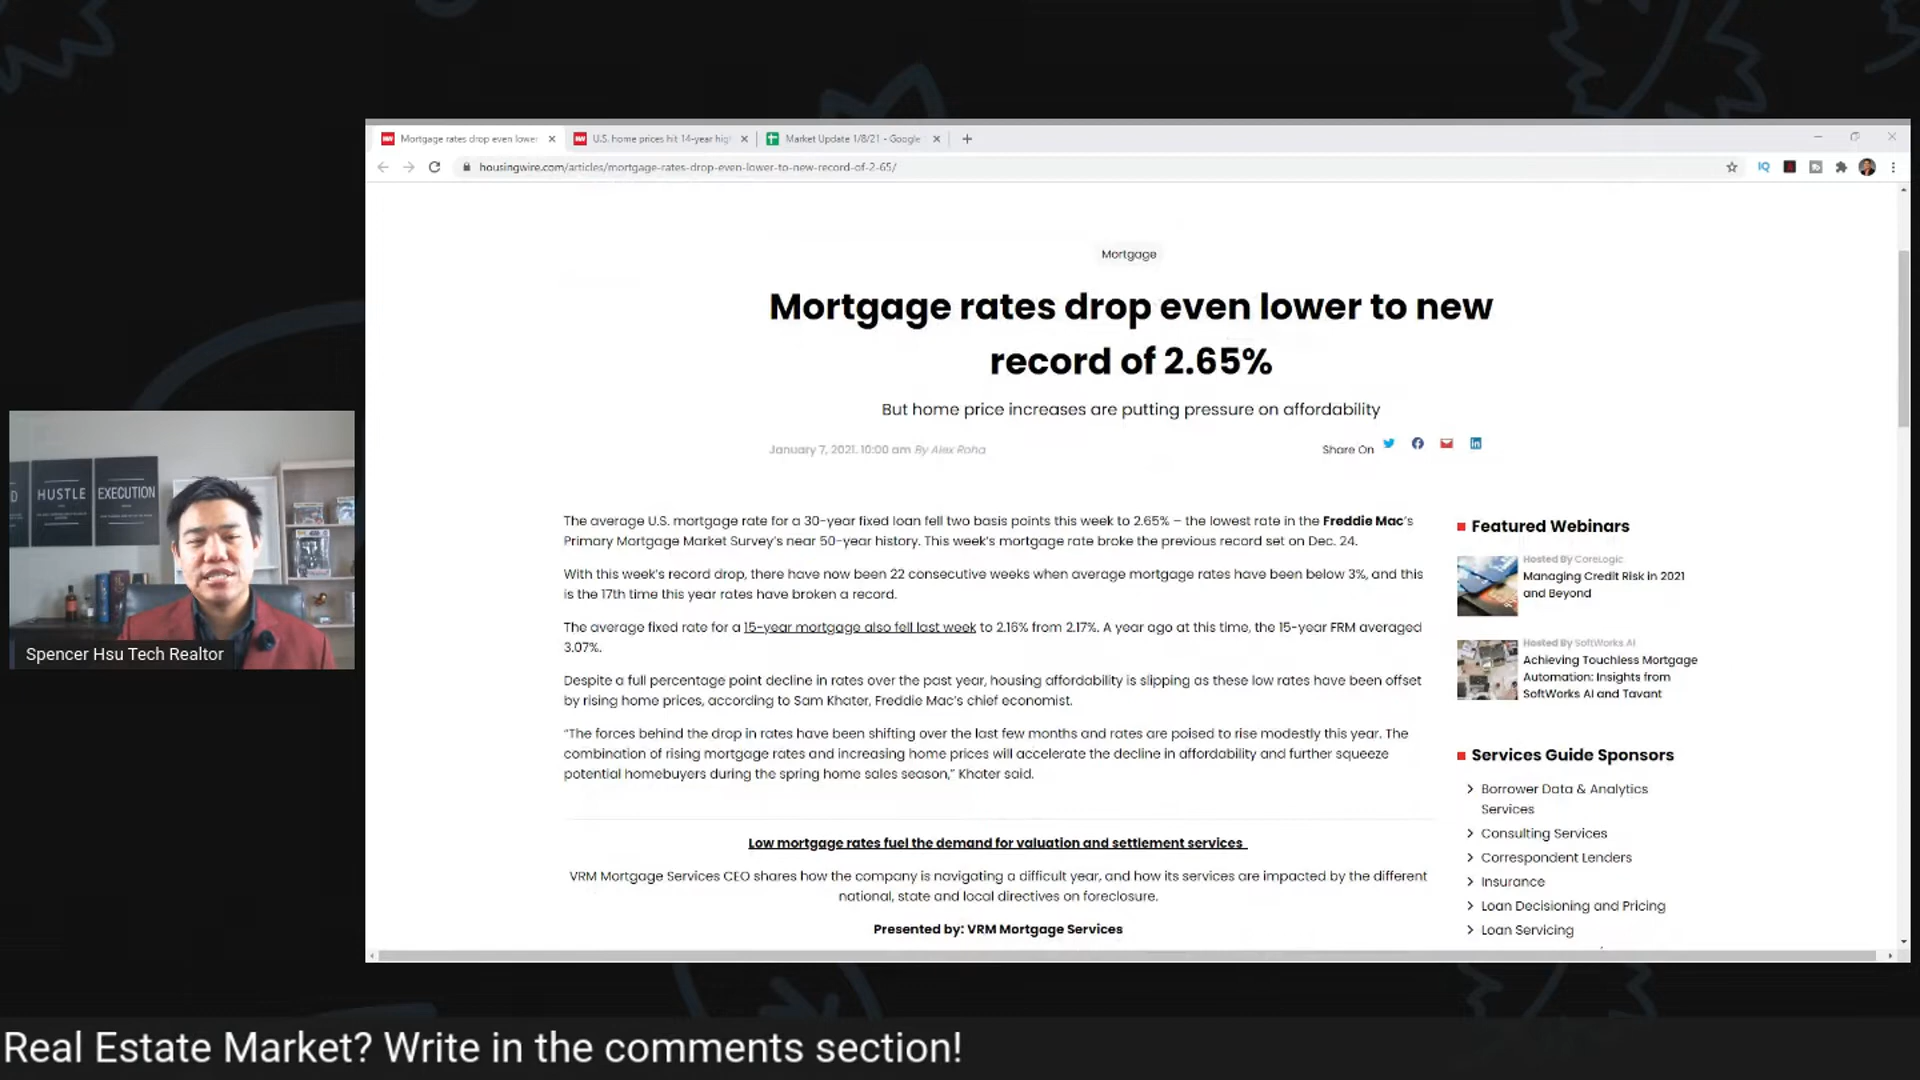 Mortgage rates drop even lower
U.S. home prices hit 14-year hig
Market Update 1/8/21 - Google
housingwire.com/articles/mortgage-rates-drop-even-lower-to-new-record-of-2-65/
Mortgage
Mortgage rates drop even lower to new
record of 2.65%
But home price increases are putting pressure on affordability
January 7, 2021, 10:00 am By Alex Roha
Share On
The average U.S. mortgage rate for a 30-year fixed loan fell two basis points this week to 2.65% – the lowest rate in the Freddie Mac's
Primary Mortgage Market Survey's near 50-year history. This week's mortgage rate broke the previous record set on Dec. 24.
With this week's record drop, there have now been 22 consecutive weeks when average mortgage rates have been below 3%, and this
is the 17th time this year rates have broken a record.
The average fixed rate for a 15-year mortgage also fell last week to 2.16% from 2.17%. A year ago at this time, the 15-year FRM averaged
3.07%.
Despite a full percentage point decline in rates over the past year, housing affordability is slipping as these low rates have been offset
by rising home prices, according to Sam Khater, Freddie Mac's chief economist.
“The forces behind the drop in rates have been shifting over the last few months and rates are poised to rise modestly this year. The
combination of rising mortgage rates and increasing home prices will accelerate the decline in affordability and further squeeze
potential homebuyers during the spring home sales season,” Khater said.
Low mortgage rates fuel the demand for valuation and settlement services
VRM Mortgage Services CEO shares how the company is navigating a difficult year, and how its services are impacted by the different
national, state and local directives on foreclosure.
Presented by: VRM Mortgage Services
Featured Webinars
Hosted By CoreLogic
Managing Credit Risk in 2021
and Beyond
Hosted By SoftWorks AI
Achieving Touchless Mortgage
Automation: Insights from
SoftWorks AI and Tavant
Services Guide Sponsors
Borrower Data & Analytics
Services
Consulting Services
Correspondent Lenders
Insurance
Loan Decisioning and Pricing
Loan Servicing
D
HUSTLE
EXECUTION
Spencer Hsu Tech Realtor
Real Estate Market? Write in the comments section!